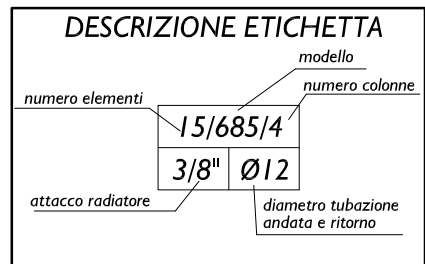 DESCRIZIONE ETICHETTA
modello
numero colonne
numero elementi
15/685/4
3/8" Ø12
attacco radiatore
diametro tubazione
andata e ritorno